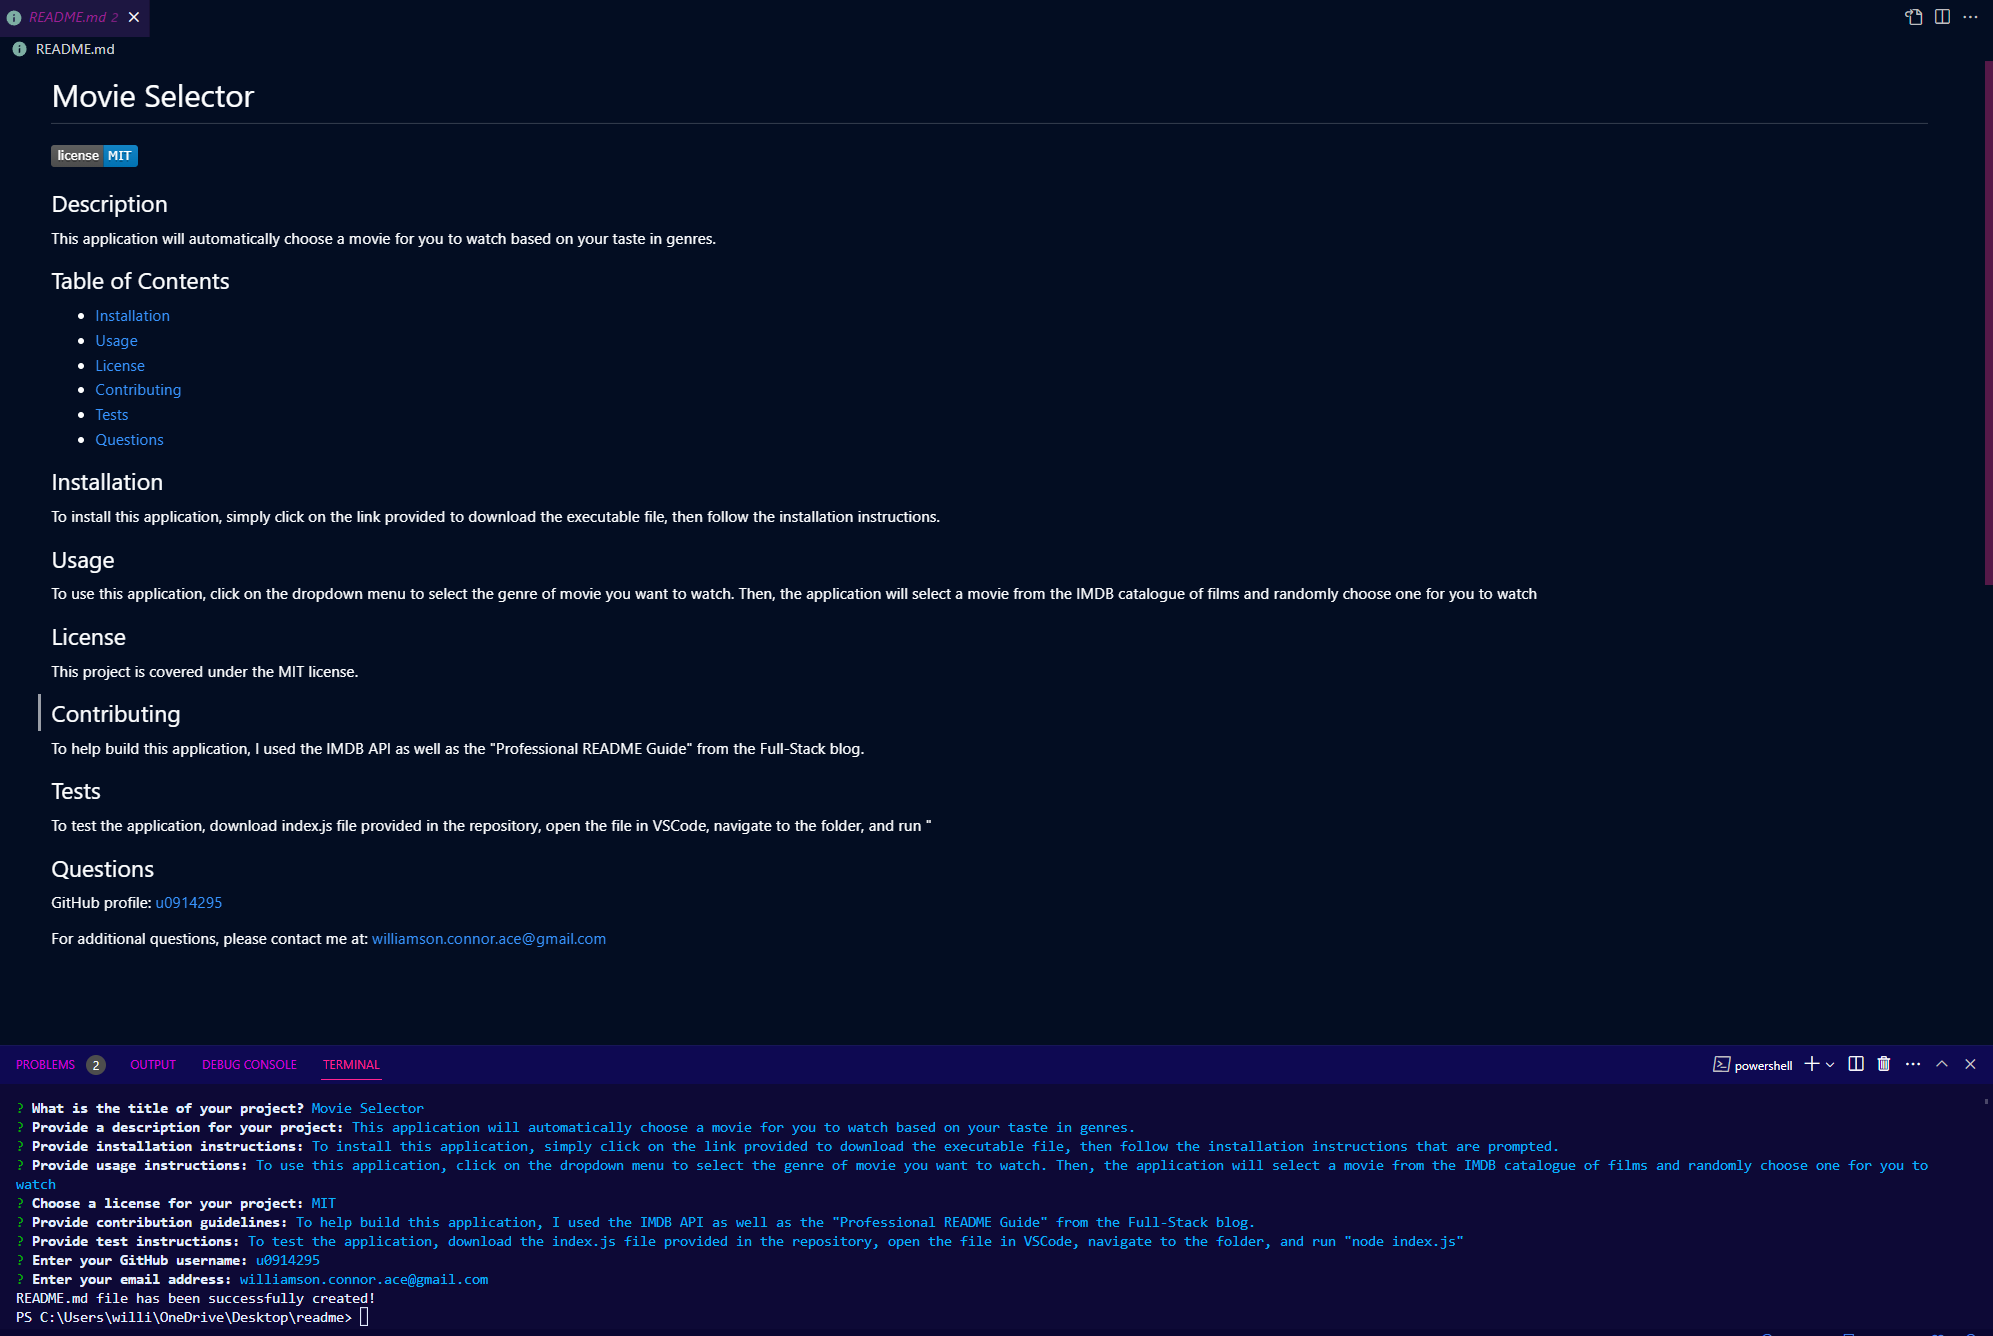 README.md 2
README.md
Movie Selector
license MIT
Description
This application will automatically choose a movie for you to watch based on your taste in genres.
Table of Contents
Installation
Usage
License
Contributing
Tests
Questions
Installation
To install this application, simply click on the link provided to download the executable file, then follow the installation instructions.
Usage
To use this application, click on the dropdown menu to select the genre of movie you want to watch. Then, the application will select a movie from the IMDB catalogue of films and randomly choose one for you to watch
License
This project is covered under the MIT license.
Contributing
To help build this application, I used the IMDB API as well as the "Professional README Guide" from the Full-Stack blog.
Tests
To test the application, download index.js file provided in the repository, open the file in VSCode, navigate to the folder, and run "
Questions
GitHub profile: u0914295
For additional questions, please contact me at: williamson.connor.ace@gmail.com
PROBLEMS 2 OUTPUT DEBUG CONSOLE TERMINAL powershell
? What is the title of your project? Movie Selector
? Provide a description for your project: This application will automatically choose a movie for you to watch based on your taste in genres.
? Provide installation instructions: To install this application, simply click on the link provided to download the executable file, then follow the installation instructions that are prompted.
? Provide usage instructions: To use this application, click on the dropdown menu to select the genre of movie you want to watch. Then, the application will select a movie from the IMDB catalogue of films and randomly choose one for you to
watch
? Choose a license for your project: MIT
? Provide contribution guidelines: To help build this application, I used the IMDB API as well as the "Professional README Guide" from the Full-Stack blog.
? Provide test instructions: To test the application, download the index.js file provided in the repository, open the file in VSCode, navigate to the folder, and run "node index.js"
? Enter your GitHub username: u0914295
? Enter your email address: williamson.connor.ace@gmail.com
README.md file has been successfully created!
PS C:\Users\willi\OneDrive\Desktop\readme>